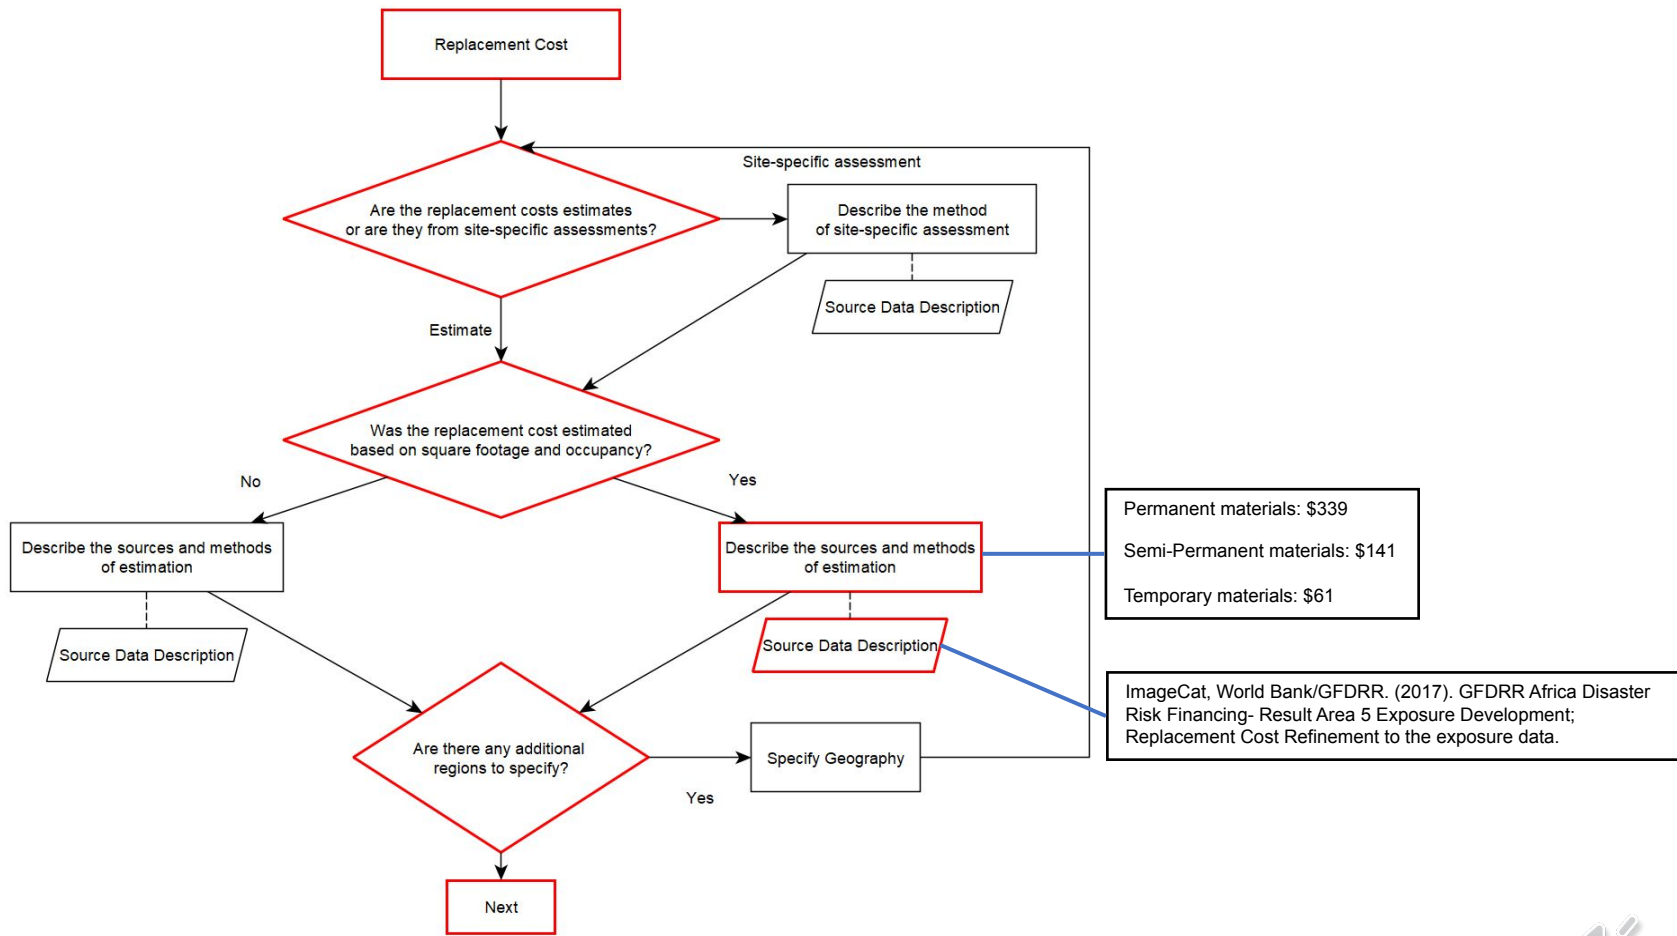 Replacement Cost
Site-specific assessment
Are the replacement costs estimates
or are they from site-specific assessments?
Describe the method
of site-specific assessment
Source Data Description
Estimate
Was the replacement cost estimated
based on square footage and occupancy?
No
Yes
Describe the sources and methods
of estimation
Describe the sources and methods
of estimation
Permanent materials: $339
Semi-Permanent materials: $141
Temporary materials: $61
Source Data Description
Source Data Description
ImageCat, World Bank/GFDRR. (2017). GFDRR Africa Disaster
Risk Financing- Result Area 5 Exposure Development;
Replacement Cost Refinement to the exposure data.
Are there any additional
regions to specify?
Specify Geography
Yes
Next